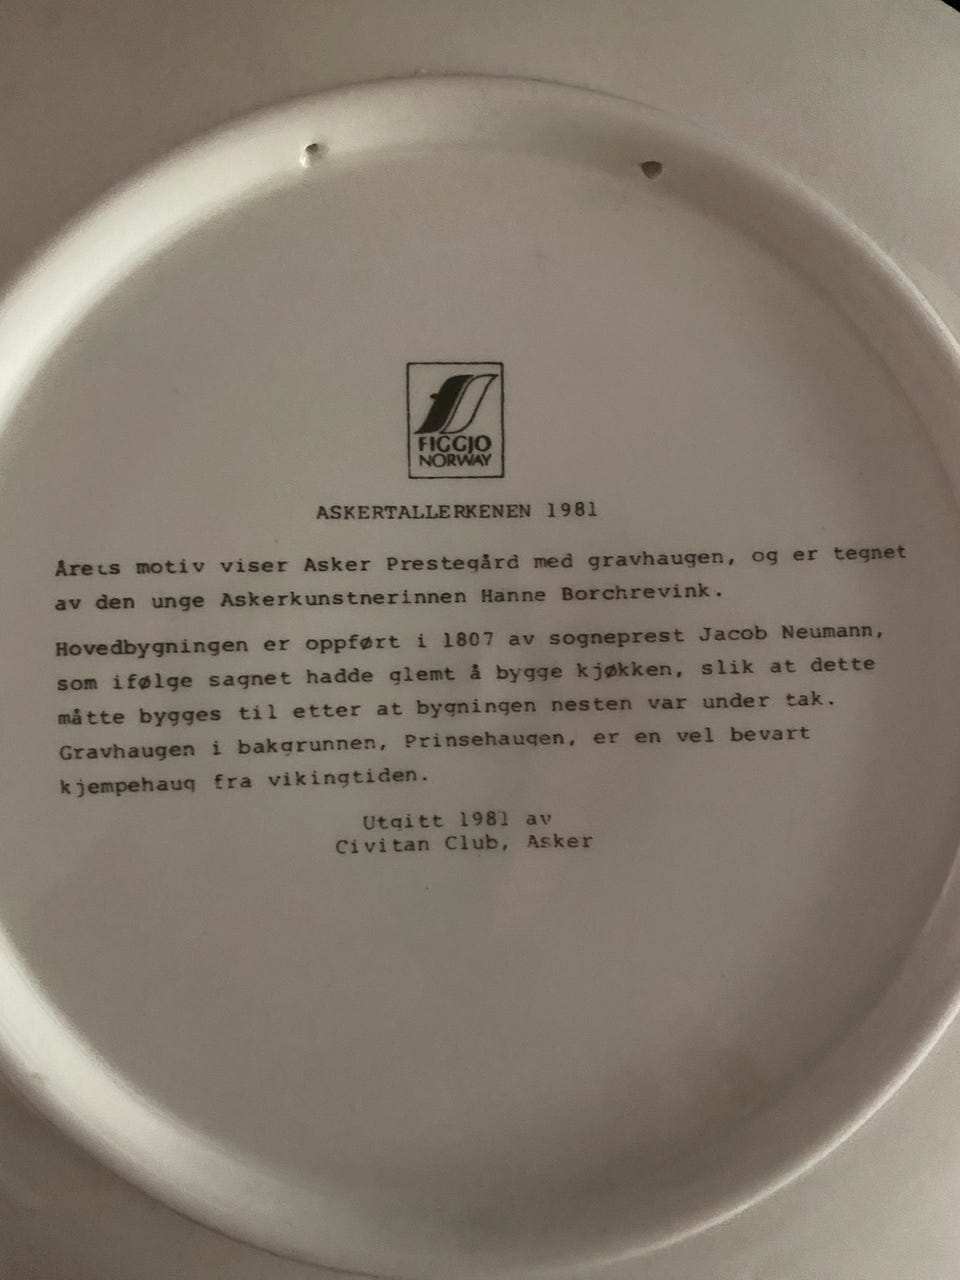 FIGGJO
NORWAY
ASKERTALLERKENEN 1981
Årets motiv viser Asker Prestegård med gravhaugen, og er tegnet
av den unge Askerkunstnerinnen Hanne Borchrevink.
Hovedbygningen er oppført i 1807 av sogneprest Jacob Neumann,
som ifølge sagnet hadde glemt å bygge kjøkken, slik at dette
måtte bygges til etter at bygningen nesten var under tak.
Gravhaugen i bakgrunnen, Prinsehaugen, er en vel bevart
kjempehaug fra vikingtiden.
Utgitt 1981 av
Civitan Club, Asker